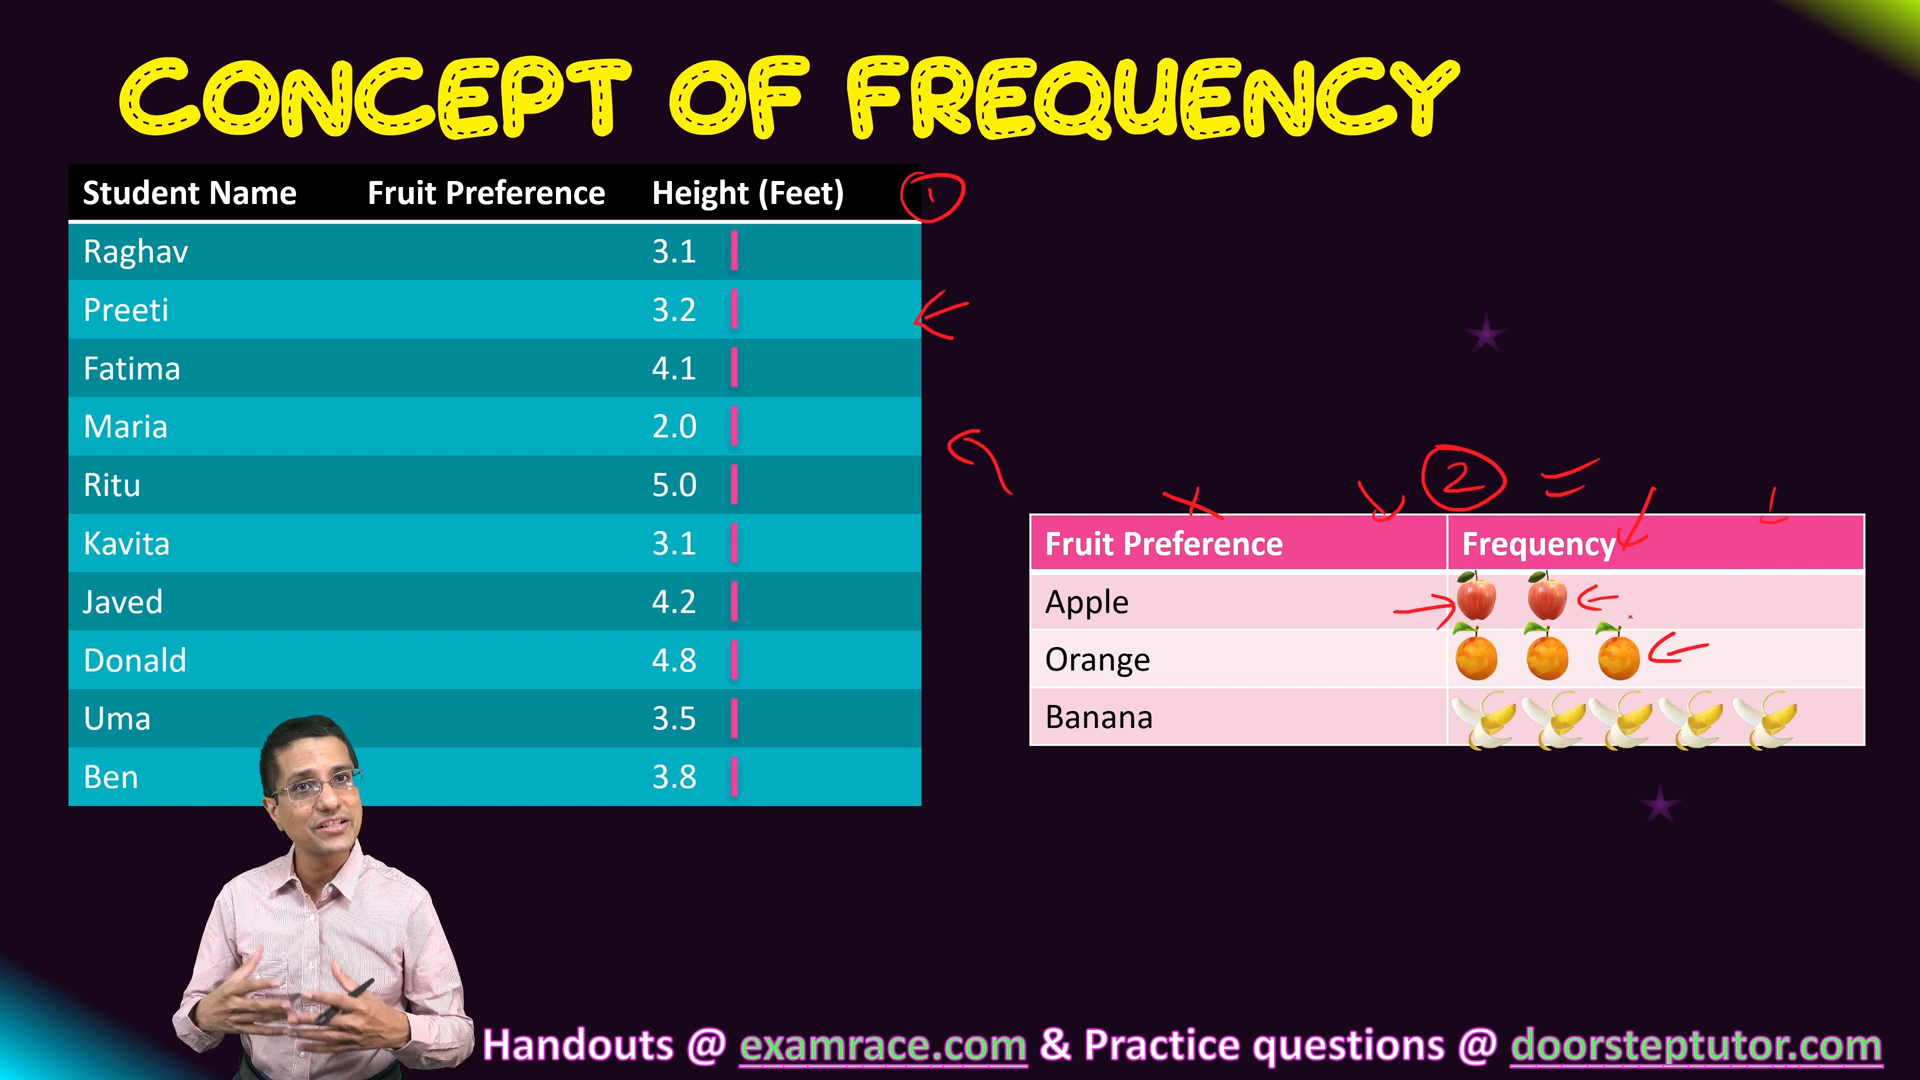 CONCEPT OF FREQUENCY
Student Name Fruit Preference Height (Feet) 1
Raghav 3.1
Preeti 3.2
Fatima 4.1
Maria 2.0
Ritu 5.0
Kavita 3.1
Javed 4.2
Donald 4.8
Uma 3.5
Ben 3.8
2 =
Fruit Preference Frequency
Apple
Orange
Banana
Handouts @ examrace.com & Practice questions @ doorsteptutor.com